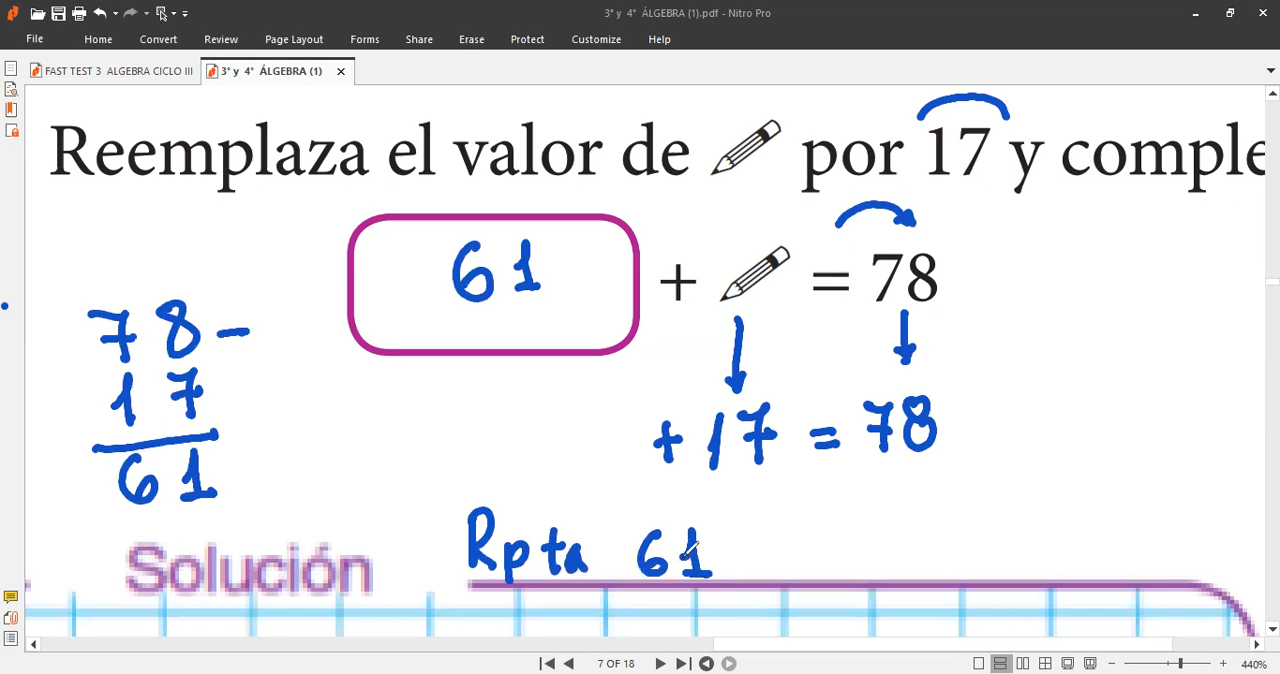 3° y 4° ÁLGEBRA (1).pdf - Nitro Pro
File Home Convert Review Page Layout Forms Share Erase Protect Customize Help
FAST TEST 3 ALGEBRA CICLO III 3° y 4° ÁLGEBRA (1)
Reemplaza el valor de por 17 y comple
61 + = 78
78-
17
61
+17=78
Rpta 61
Solución
7 OF 18
440%